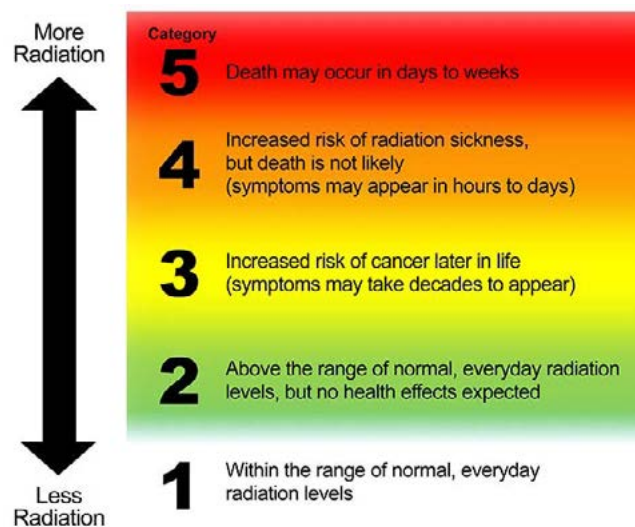 More
Radiation
Category
5
Death may occur in days to weeks
4
Increased risk of radiation sickness,
but death is not likely
(symptoms may appear in hours to days)
3
Increased risk of cancer later in life
(symptoms may take decades to appear)
2
Above the range of normal, everyday radiation
levels, but no health effects expected
1
Within the range of normal, everyday
radiation levels
Less
Radiation